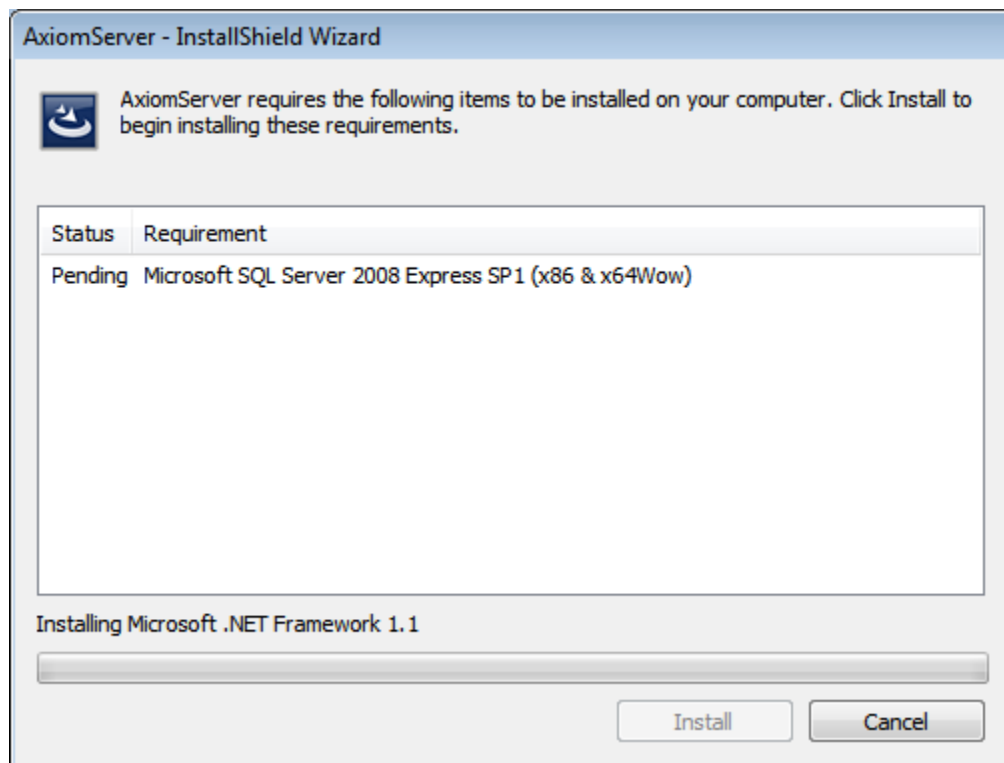 AxiomServer - InstallShield Wizard
AxiomServer requires the following items to be installed on your computer. Click Install to
begin installing these requirements.
Status Requirement
Pending Microsoft SQL Server 2008 Express SP1 (x86 & x64Wow)
Installing Microsoft .NET Framework 1.1
Install Cancel